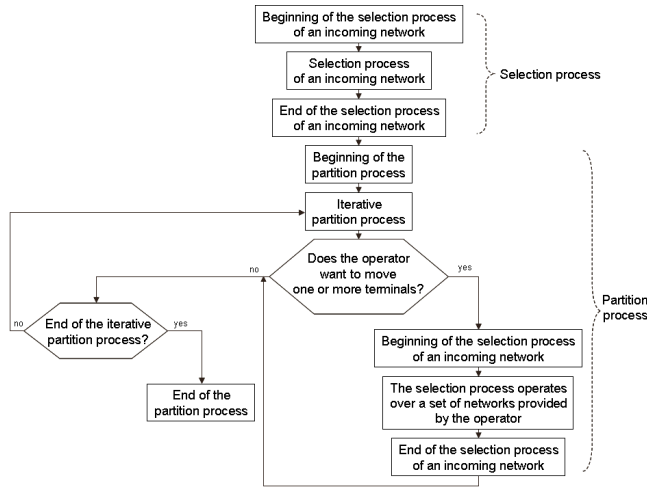 Beginning of the selection process
of an incoming network
Selection process
of an incoming network
Selection process
End of the selection process
of an incoming network
Beginning of the
partition process
Iterative
partition process
Does the operator
want to move
one or more terminals?
no
yes
End of the iterative
partition process?
no
yes
End of the
partition process
Beginning of the selection process
of an incoming network
The selection process operates
over a set of networks provided
by the operator
End of the selection process
of an incoming network
Partition
process